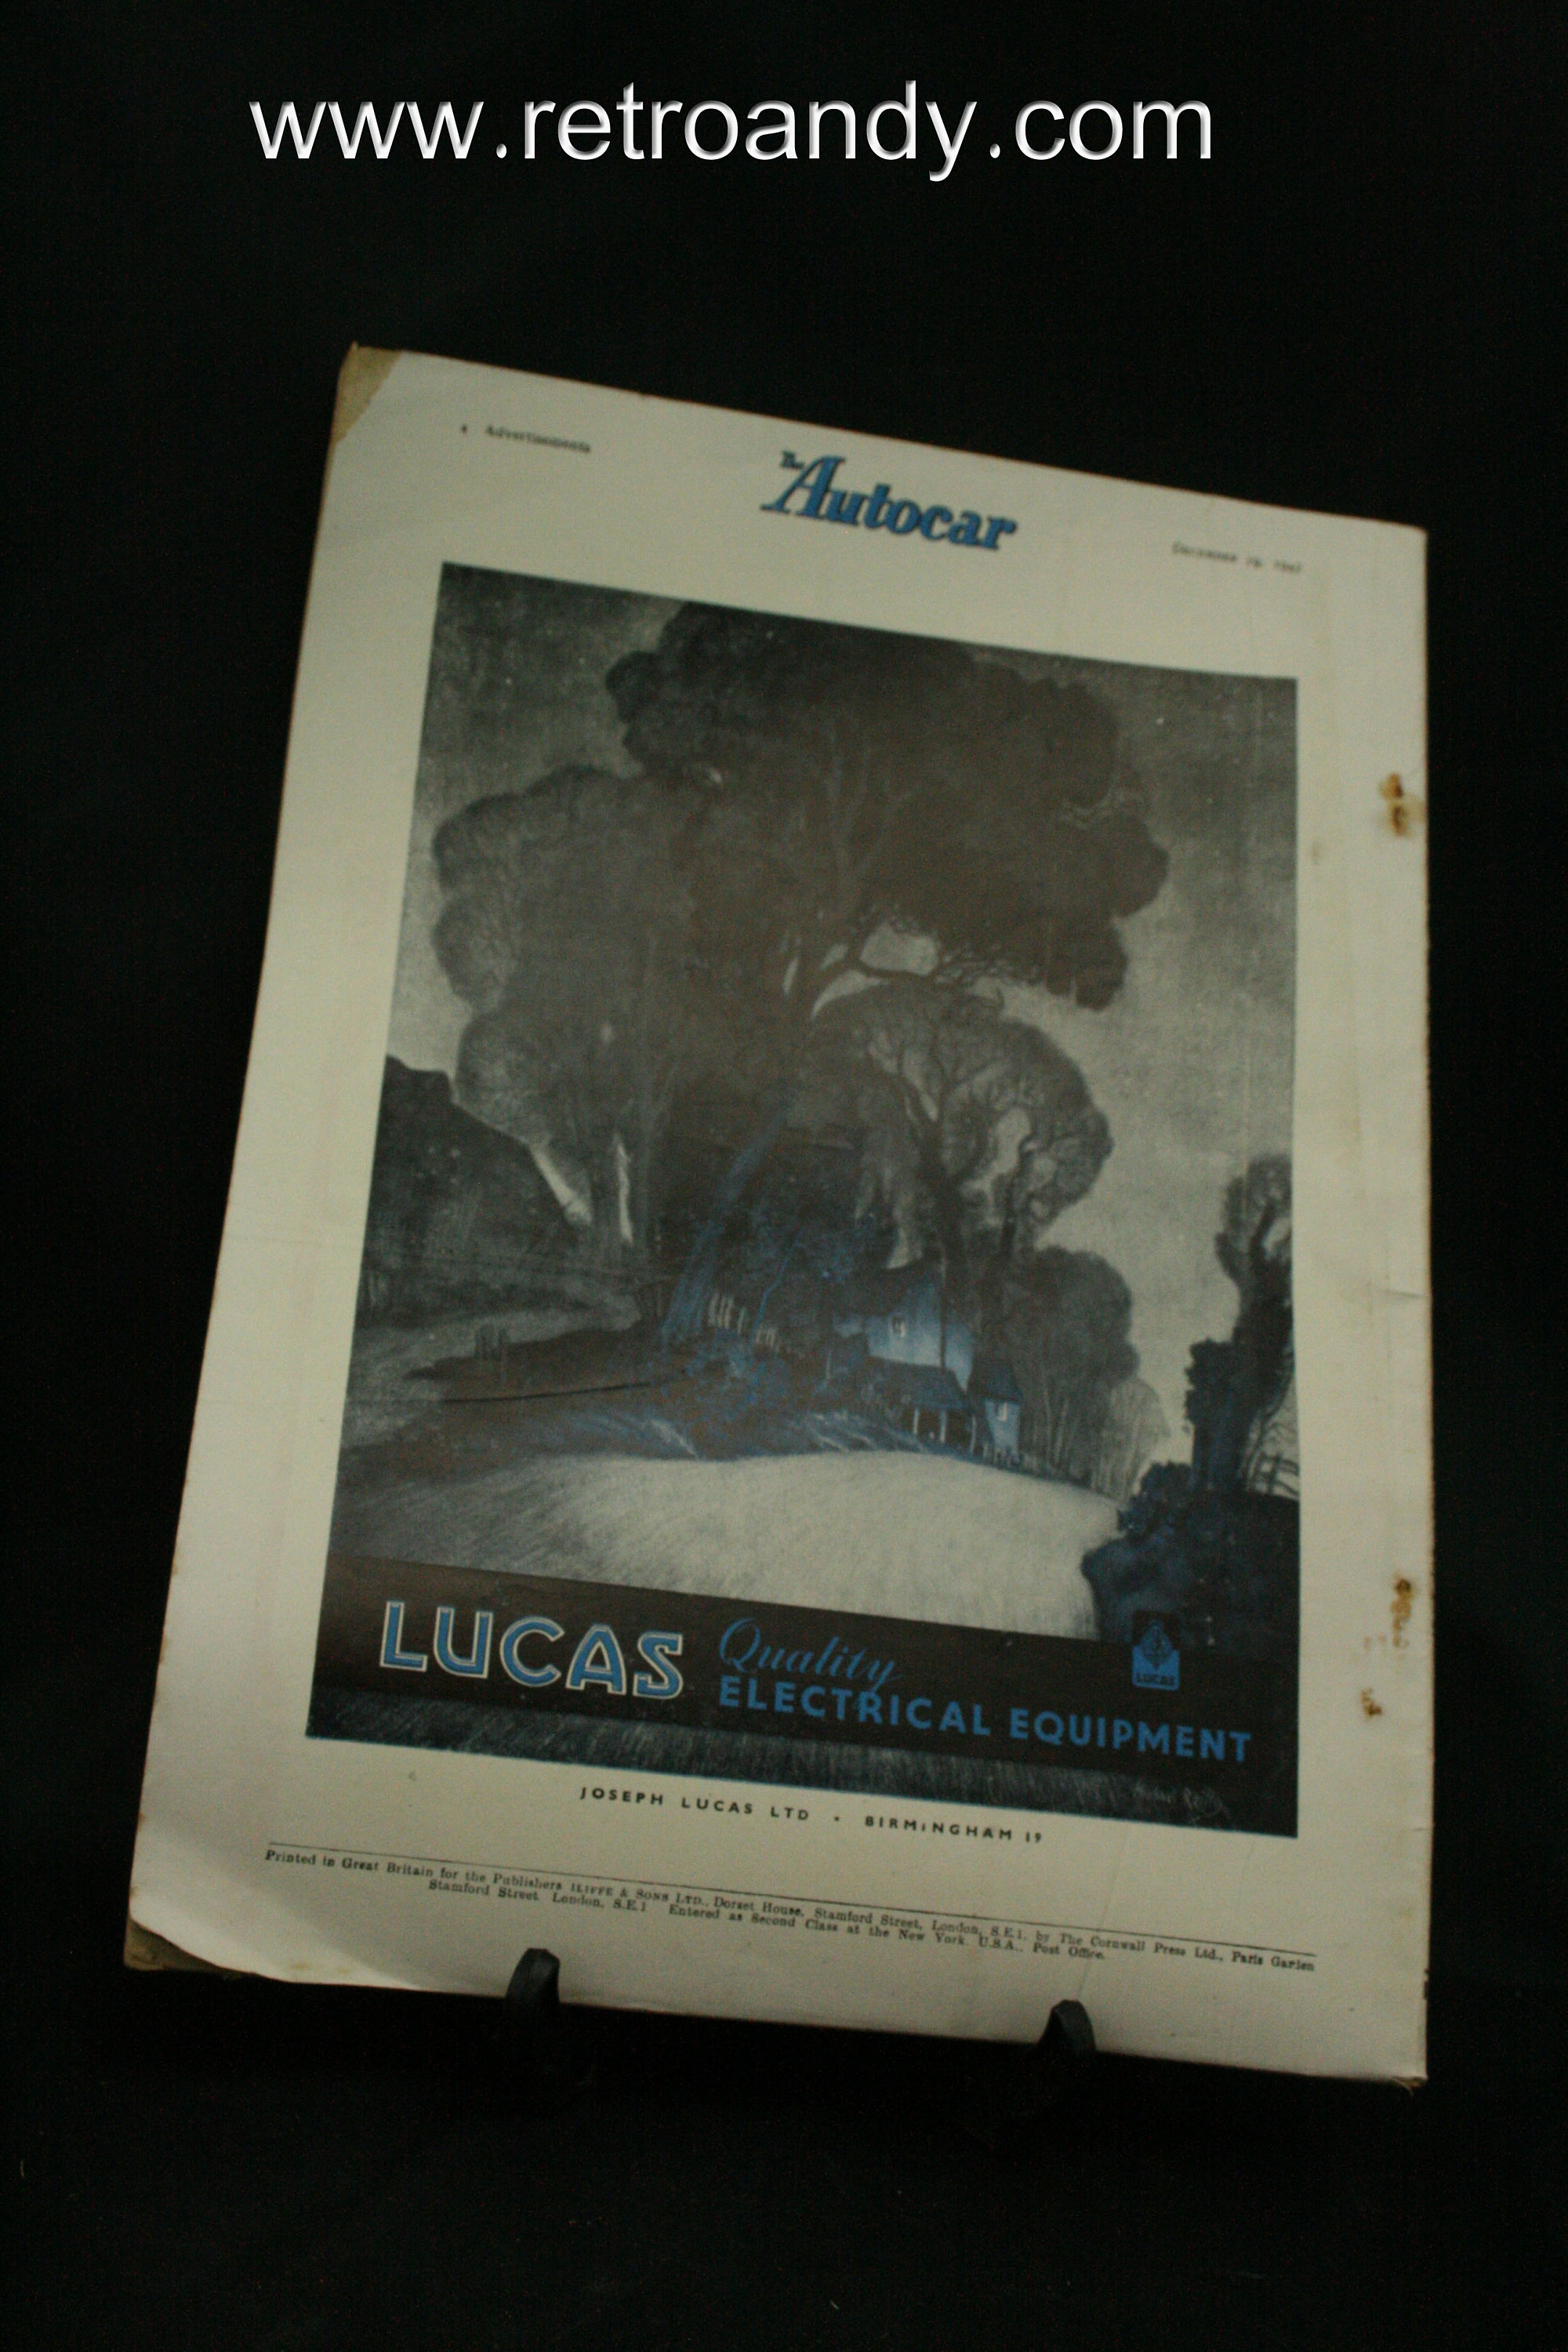 www.retroandy.com
Advertisements
The Autocar
LUCAS Quality
ELECTRICAL EQUIPMENT
LUCAS
JOSEPH LUCAS LTD · BIRMINGHAM 19
Printed in Great Britain for the Publishers ILIFFE & SONS LTD., Dorset House, Stamford Street, London, S.E.1, by The Cornwall Press Ltd., Paris Garden
Stamford Street London, S.E.1 Entered as Second Class at the New York, U.S.A., Post Office.